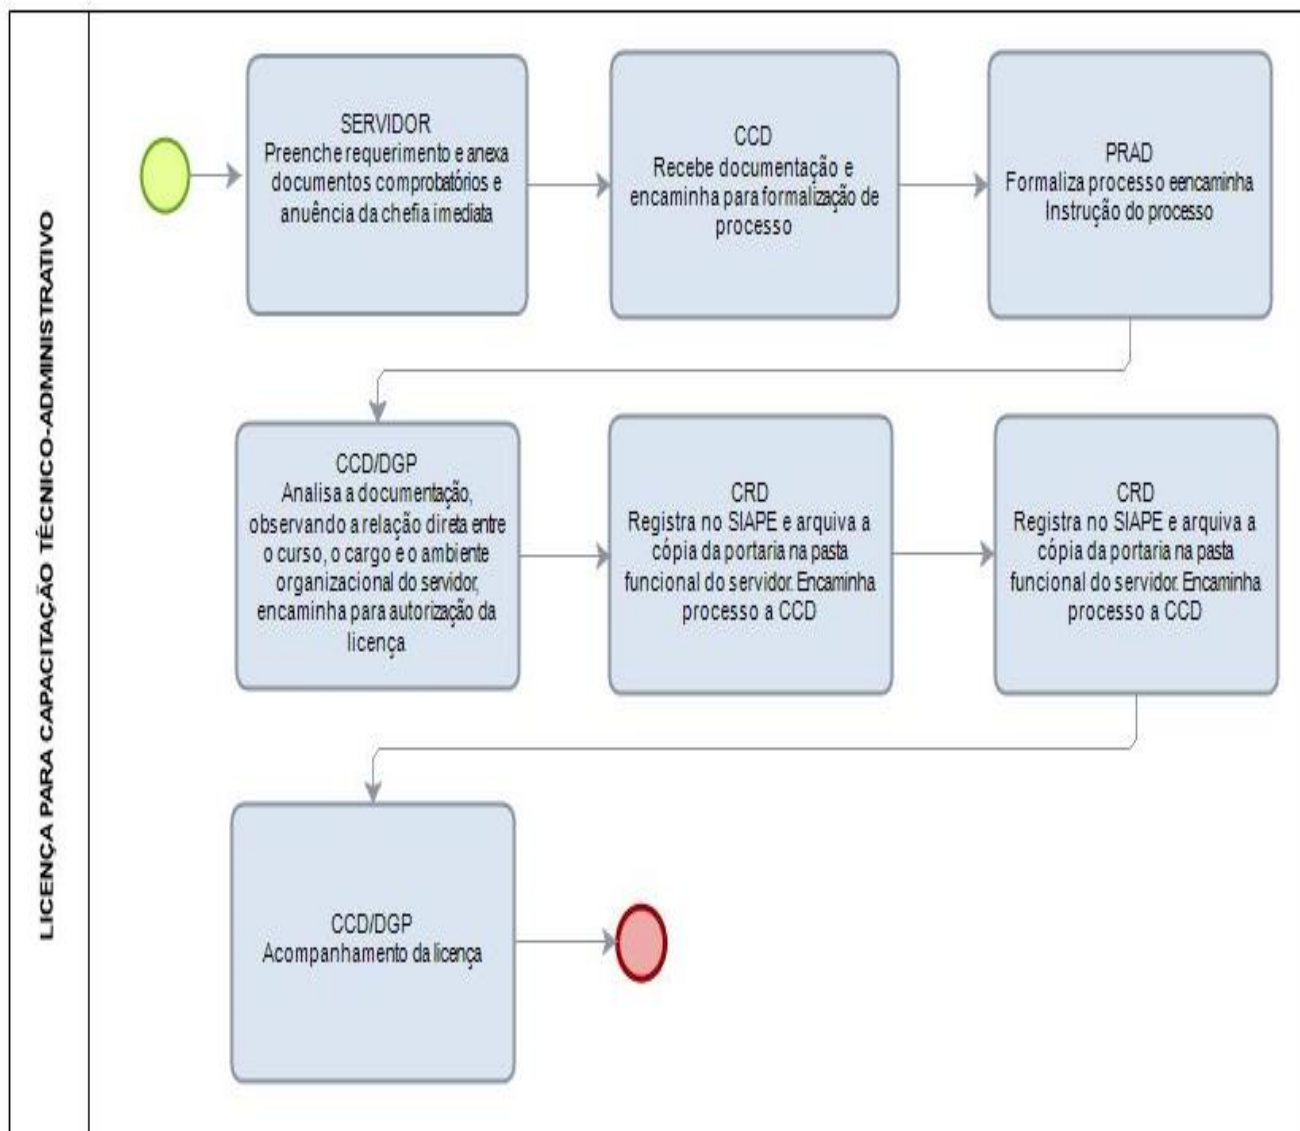 LICENÇA PARA CAPACITAÇÃO TÉCNICO-ADMINISTRATIVO
SERVIDOR
Preenche requerimento e anexa
documentos comprobatórios e
anuência da chefia imediata
CCD
Recebe documentação e
encaminha para formalização de
processo
PRAD
Formaliza processo eencaminha
Instrução do processo
CCD/DGP
Analisa a documentação,
observando a relação direta entre
o curso, o cargo e o ambiente
organizacional do servidor,
encaminha para autorização da
licença
CRD
Registra no SIAPE e arquiva a
cópia da portaria na pasta
funcional do servidor. Encaminha
processo a CCD
CRD
Registra no SIAPE e arquiva a
cópia da portaria na pasta
funcional do servidor. Encaminha
processo a CCD
CCD/DGP
Acompanhamento da licença